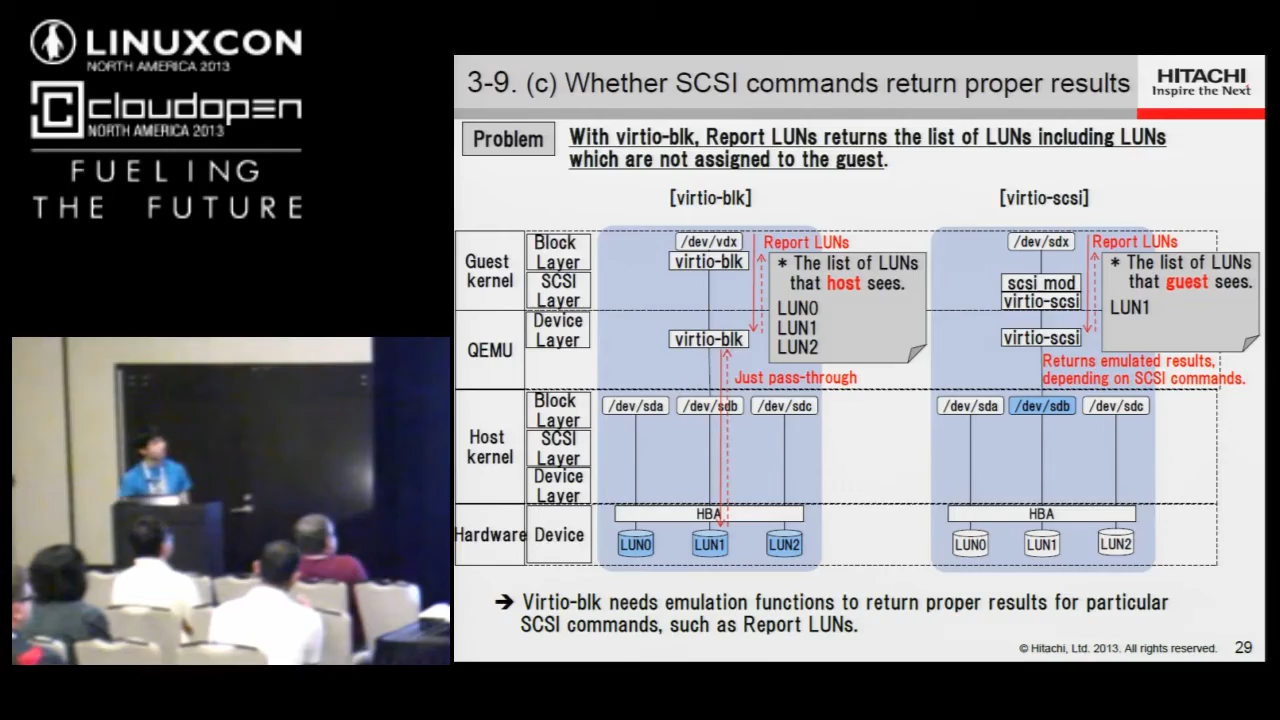 LINUXCON
NORTH AMERICA 2013
cloudopen
NORTH AMERICA 2013
FUELING
THE FUTURE
3-9. (c) Whether SCSI commands return proper results
HITACHI
Inspire the Next
Problem
With virtio-blk, Report LUNs returns the list of LUNs including LUNs
which are not assigned to the guest.
[virtio-blk]
[virtio-scsi]
Guest
kernel
Block
Layer
SCSI
Layer
QEMU
Device
Layer
Host
kernel
Block
Layer
SCSI
Layer
Device
Layer
Hardware
Device
/dev/vdx
virtio-blk
Report LUNs
* The list of LUNs
that host sees.
LUN0
LUN1
LUN2
virtio-blk
Just pass-through
/dev/sda
/dev/sdb
/dev/sdc
HBA
LUN0
LUN1
LUN2
/dev/sdx
Report LUNs
scsi mod
virtio-scsi
* The list of LUNs
that guest sees.
LUN1
virtio-scsi
Returns emulated results,
depending on SCSI commands.
/dev/sda
/dev/sdb
/dev/sdc
HBA
LUN0
LUN1
LUN2
➔ Virtio-blk needs emulation functions to return proper results for particular
SCSI commands, such as Report LUNs.
© Hitachi, Ltd. 2013. All rights reserved.
29